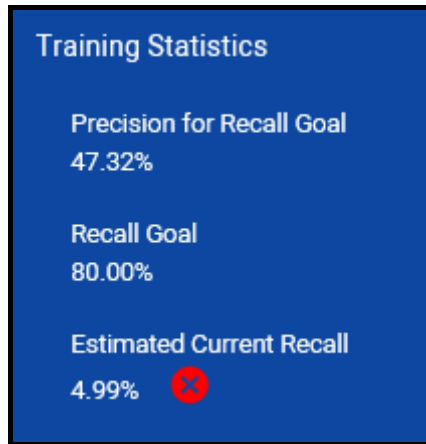 Training Statistics
Precision for Recall Goal
47.32%
Recall Goal
80.00%
Estimated Current Recall
4.99%